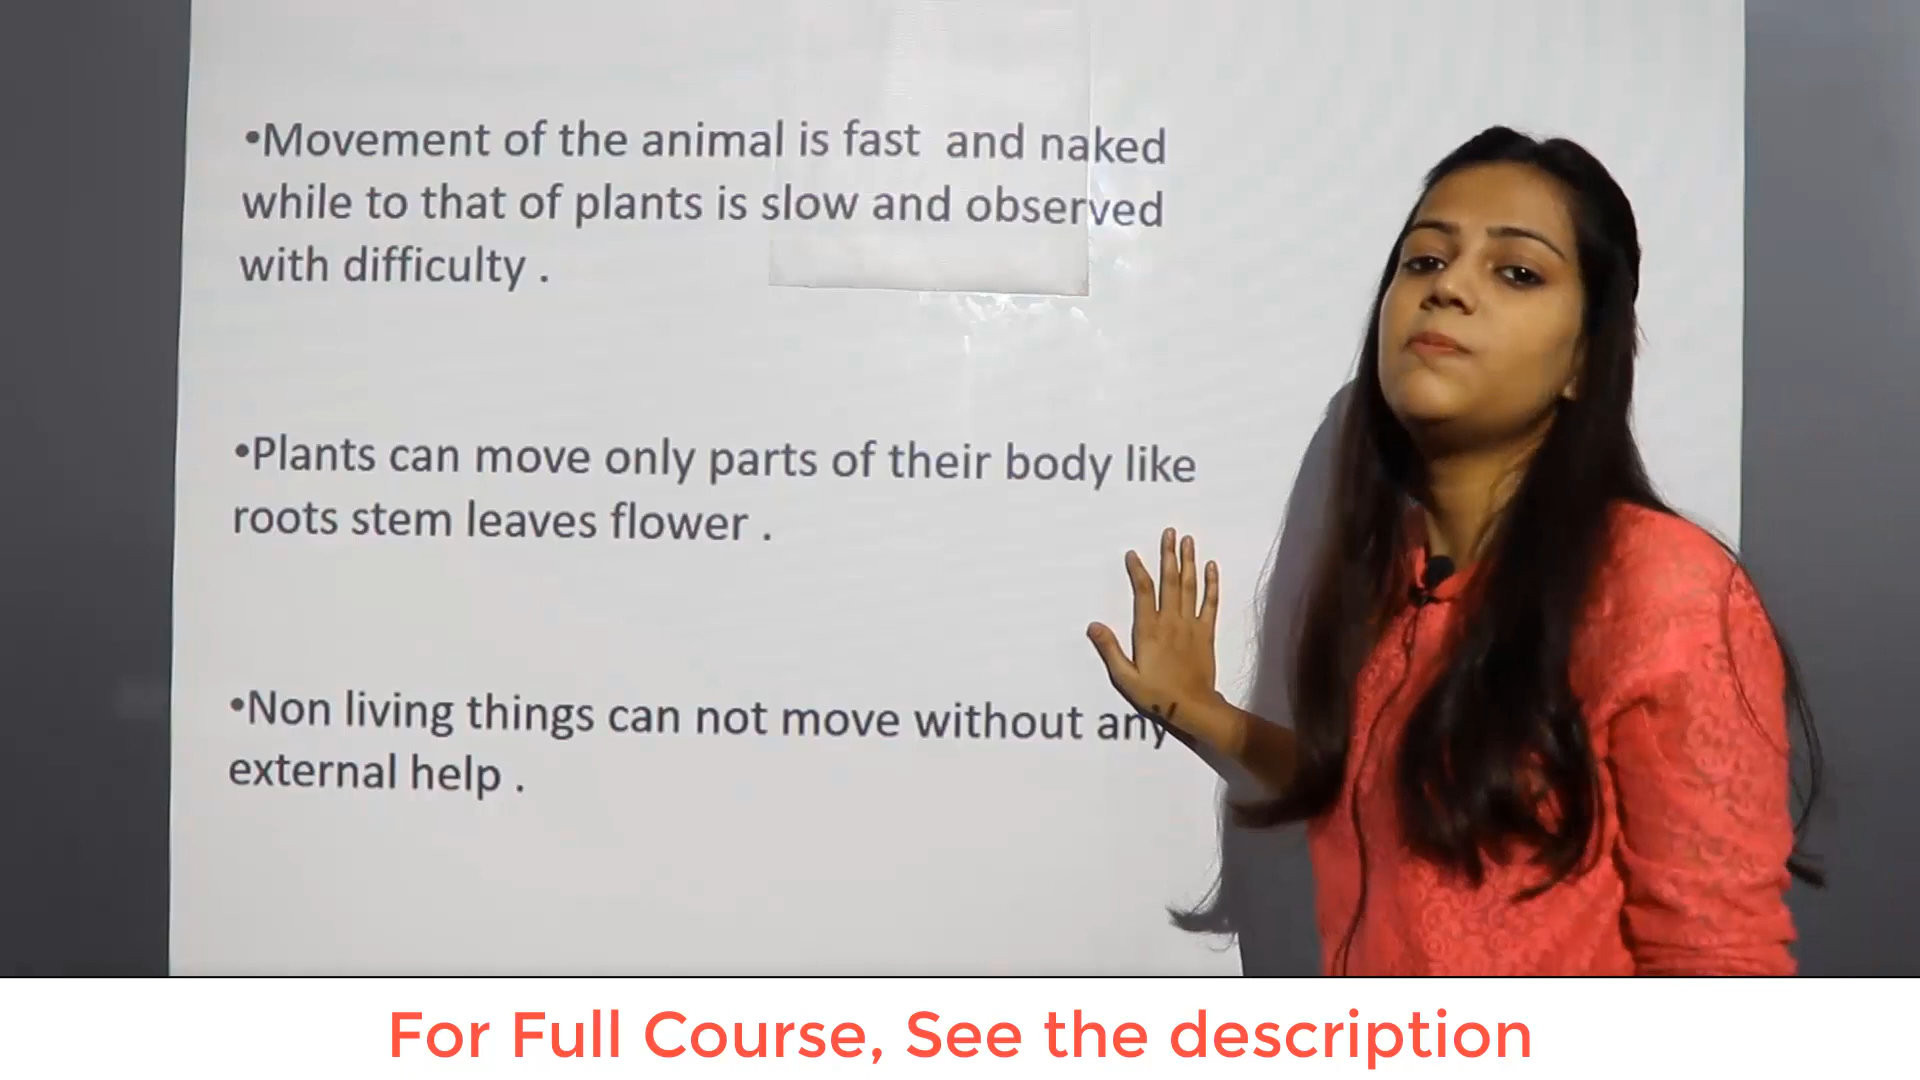 •Movement of the animal is fast and naked
while to that of plants is slow and observed
with difficulty .
•Plants can move only parts of their body like
roots stem leaves flower .
•Non living things can not move without any
external help .
For Full Course, See the description